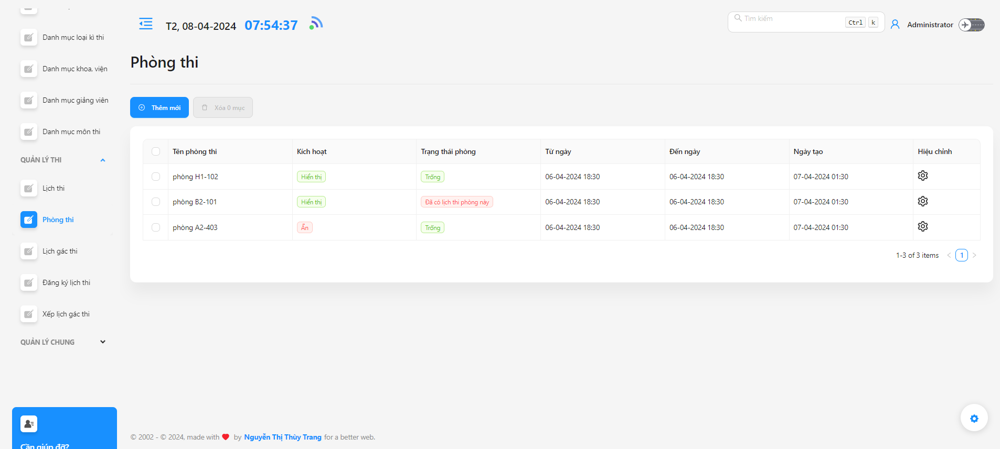 Danh mục loại kì thi
Danh mục khoa, viện
Danh mục giảng viên
Danh mục môn thi
QUẢN LÝ THI
Lịch thi
Phòng thi
Lịch gác thi
Đăng ký lịch thi
Xếp lịch gác thi
QUẢN LÝ CHUNG
Cần giúp đỡ?
T2, 08-04-2024 07:54:37
Tìm kiếm Ctrl k
Administrator
Phòng thi
Thêm mới Xóa 0 mục
Tên phòng thi Kích hoạt Trạng thái phòng Từ ngày Đến ngày Ngày tạo Hiệu chỉnh
phòng H1-102 Hiển thị Trống 06-04-2024 18:30 06-04-2024 18:30 07-04-2024 01:30
phòng B2-101 Hiển thị Đã có lịch thi phòng này 06-04-2024 18:30 06-04-2024 18:30 07-04-2024 01:30
phòng A2-403 Ẩn Trống 06-04-2024 18:30 06-04-2024 18:30 07-04-2024 01:30
1-3 of 3 items < 1 >
© 2002 - © 2024, made with ❤ by Nguyễn Thị Thùy Trang for a better web.